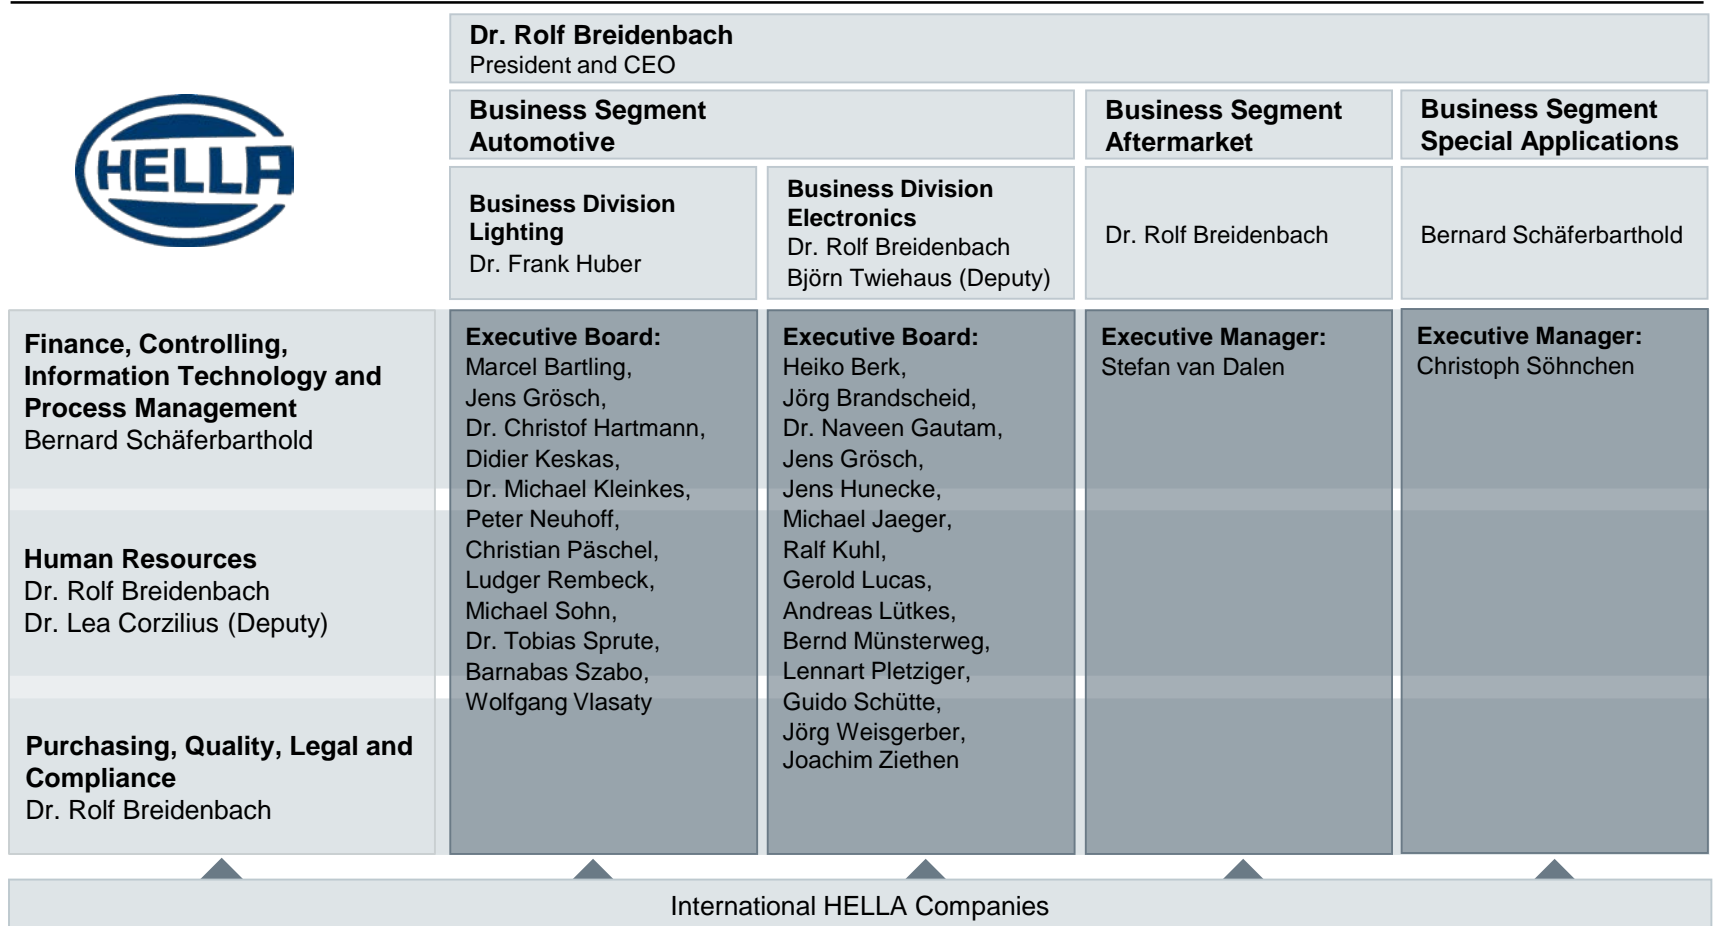 Dr. Rolf Breidenbach
President and CEO
HELLA
Business Segment
Automotive
Business Segment
Aftermarket
Business Segment
Special Applications
Business Division
Lighting
Dr. Frank Huber
Business Division
Electronics
Dr. Rolf Breidenbach
Björn Twiehaus (Deputy)
Dr. Rolf Breidenbach
Bernard Schäferbarthold
Finance, Controlling,
Information Technology and
Process Management
Bernard Schäferbarthold
Human Resources
Dr. Rolf Breidenbach
Dr. Lea Corzilius (Deputy)
Purchasing, Quality, Legal and
Compliance
Dr. Rolf Breidenbach
Executive Board:
Marcel Bartling,
Jens Grösch,
Dr. Christof Hartmann,
Didier Keskas,
Dr. Michael Kleinkes,
Peter Neuhoff,
Christian Päschel,
Ludger Rembeck,
Michael Sohn,
Dr. Tobias Sprute,
Barnabas Szabo,
Wolfgang Vlasaty
Executive Board:
Heiko Berk,
Jörg Brandscheid,
Dr. Naveen Gautam,
Jens Grösch,
Jens Hunecke,
Michael Jaeger,
Ralf Kuhl,
Gerold Lucas,
Andreas Lütkes,
Bernd Münsterweg,
Lennart Pletziger,
Guido Schütte,
Jörg Weisgerber,
Joachim Ziethen
Executive Manager:
Stefan van Dalen
Executive Manager:
Christoph Söhnchen
International HELLA Companies